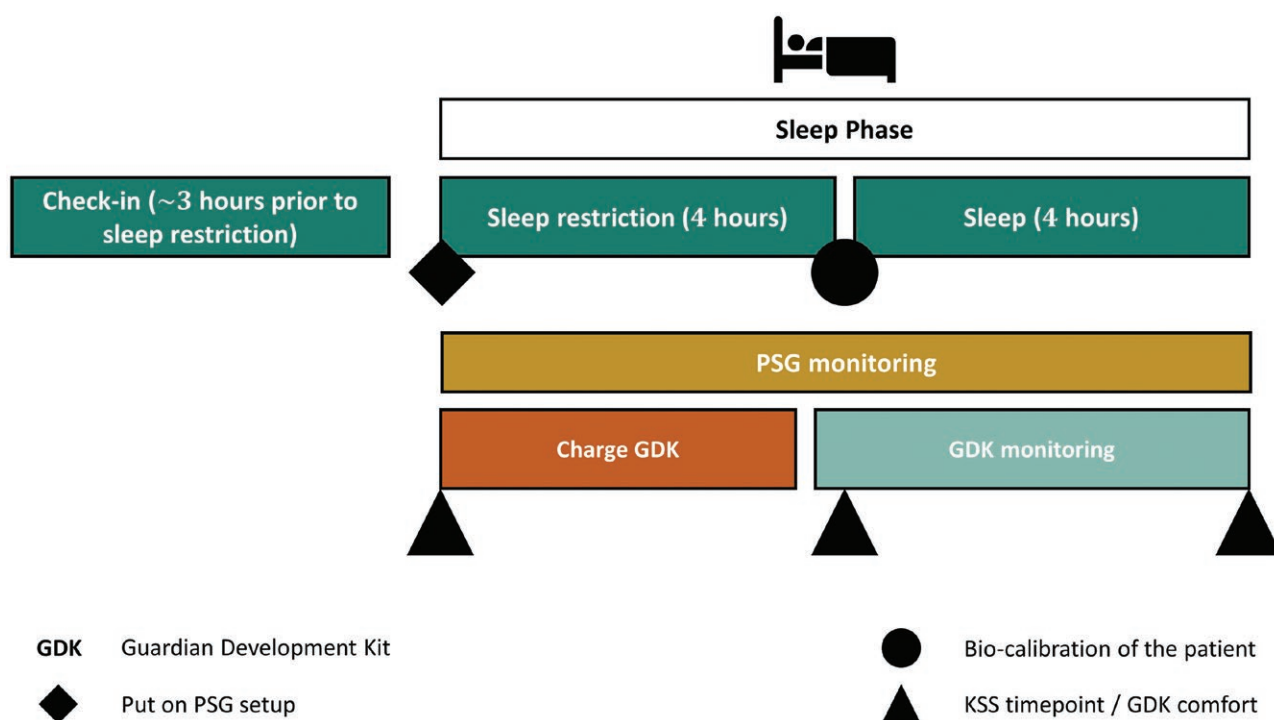 Sleep Phase
Check-in (~3 hours prior to
sleep restriction)
Sleep restriction (4 hours)
Sleep (4 hours)
PSG monitoring
Charge GDK
GDK monitoring
GDK Guardian Development Kit
Bio-calibration of the patient
Put on PSG setup
KSS timepoint / GDK comfort